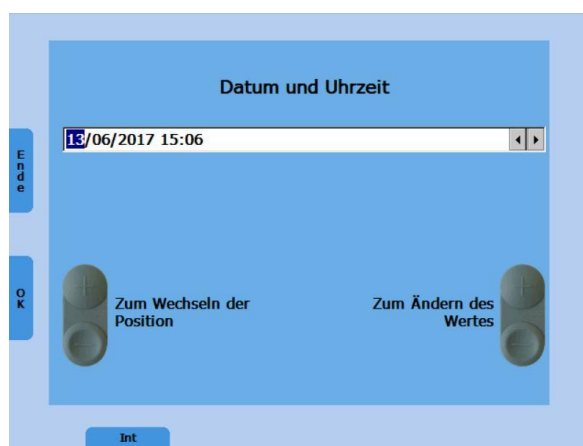 Datum und Uhrzeit
13/06/2017 15:06
Ende
OK
Zum Wechseln der
Position
Zum Ändern des
Wertes
Int